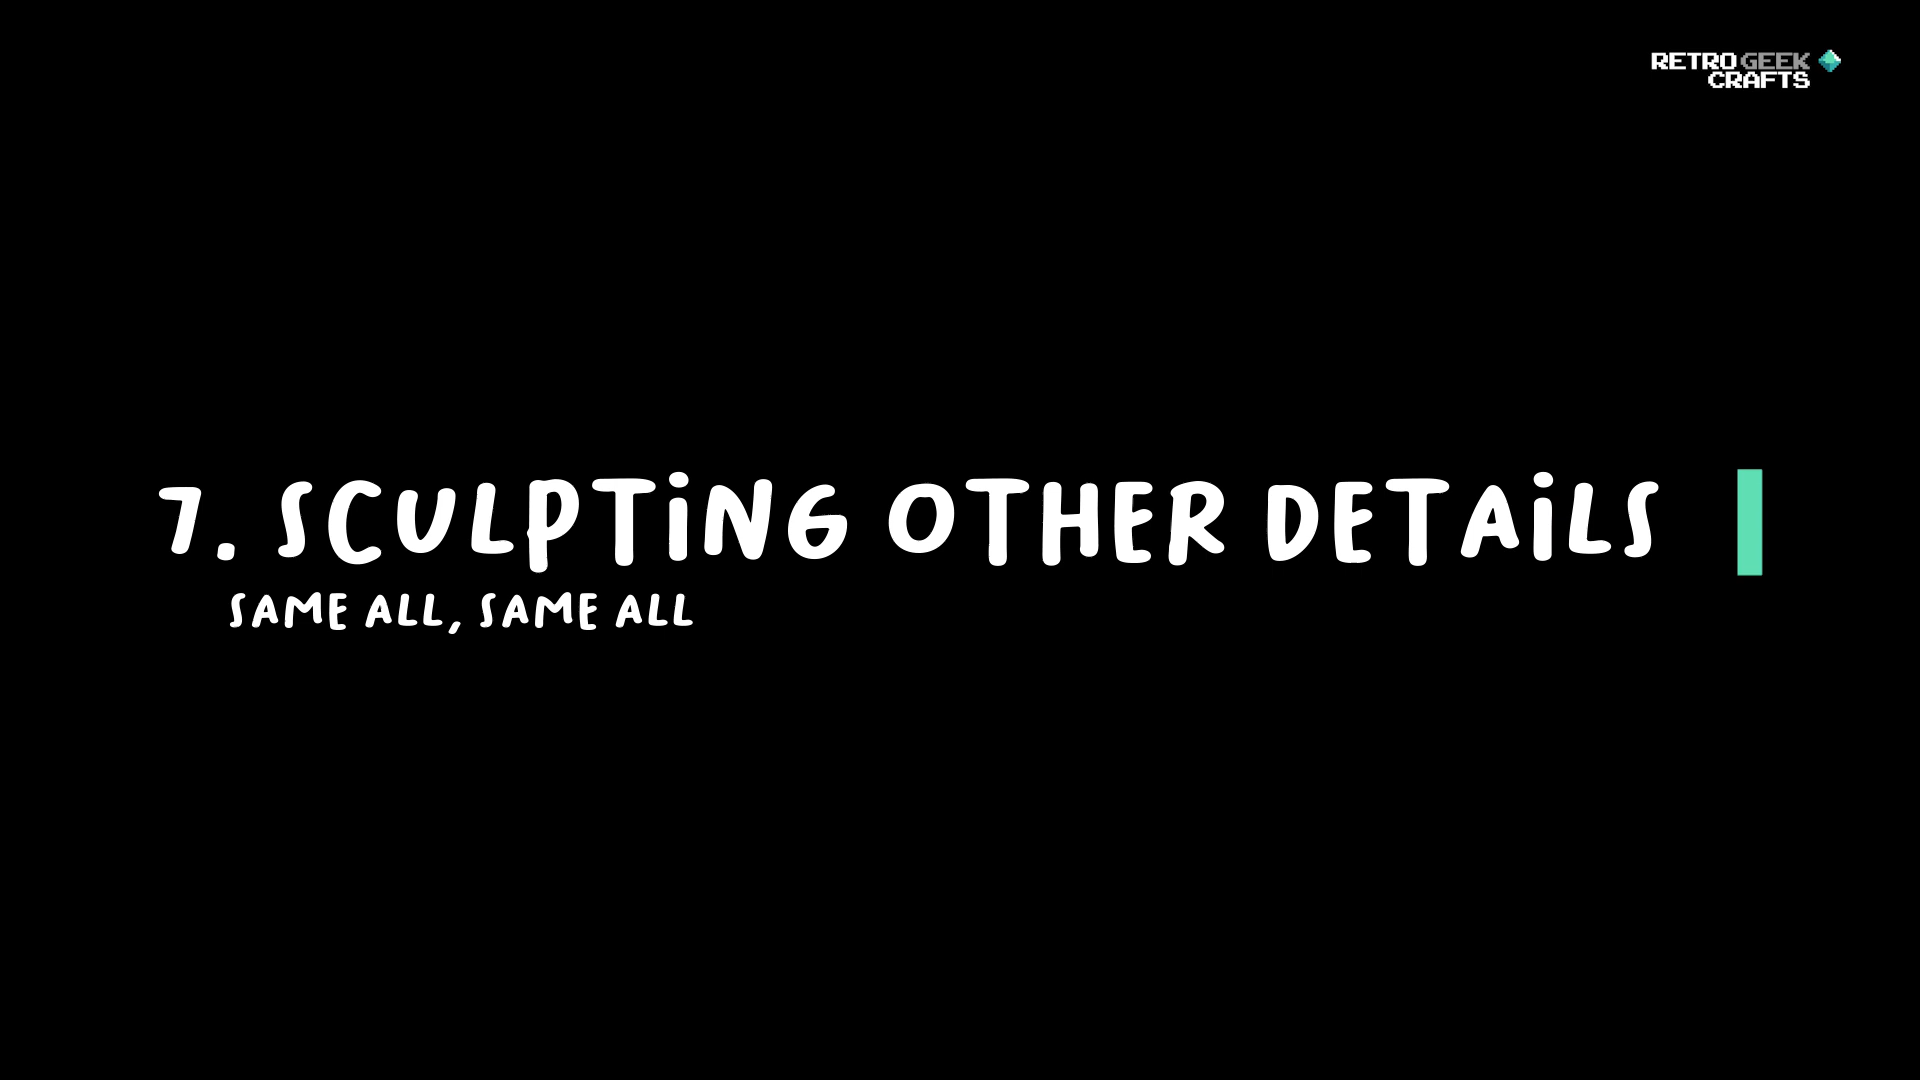 RETRO GEEK
CRAFTS
7. SCULPTING OTHER DETAILS
SAME ALL, SAME ALL